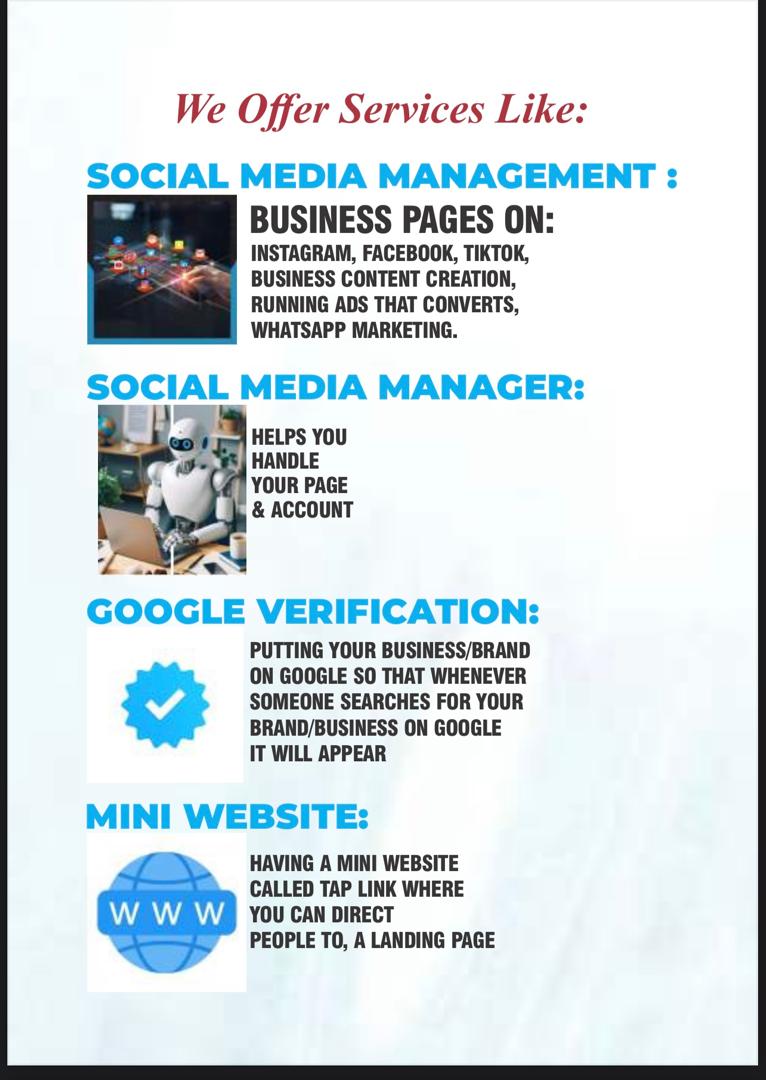 We Offer Services Like:
SOCIAL MEDIA MANAGEMENT :
BUSINESS PAGES ON:
INSTAGRAM, FACEBOOK, TIKTOK,
BUSINESS CONTENT CREATION,
RUNNING ADS THAT CONVERTS,
WHATSAPP MARKETING.
SOCIAL MEDIA MANAGER:
HELPS YOU
HANDLE
YOUR PAGE
& ACCOUNT
GOOGLE VERIFICATION:
PUTTING YOUR BUSINESS/BRAND
ON GOOGLE SO THAT WHENEVER
SOMEONE SEARCHES FOR YOUR
BRAND/BUSINESS ON GOOGLE
IT WILL APPEAR
MINI WEBSITE:
HAVING A MINI WEBSITE
CALLED TAP LINK WHERE
YOU CAN DIRECT
PEOPLE TO, A LANDING PAGE
WWW